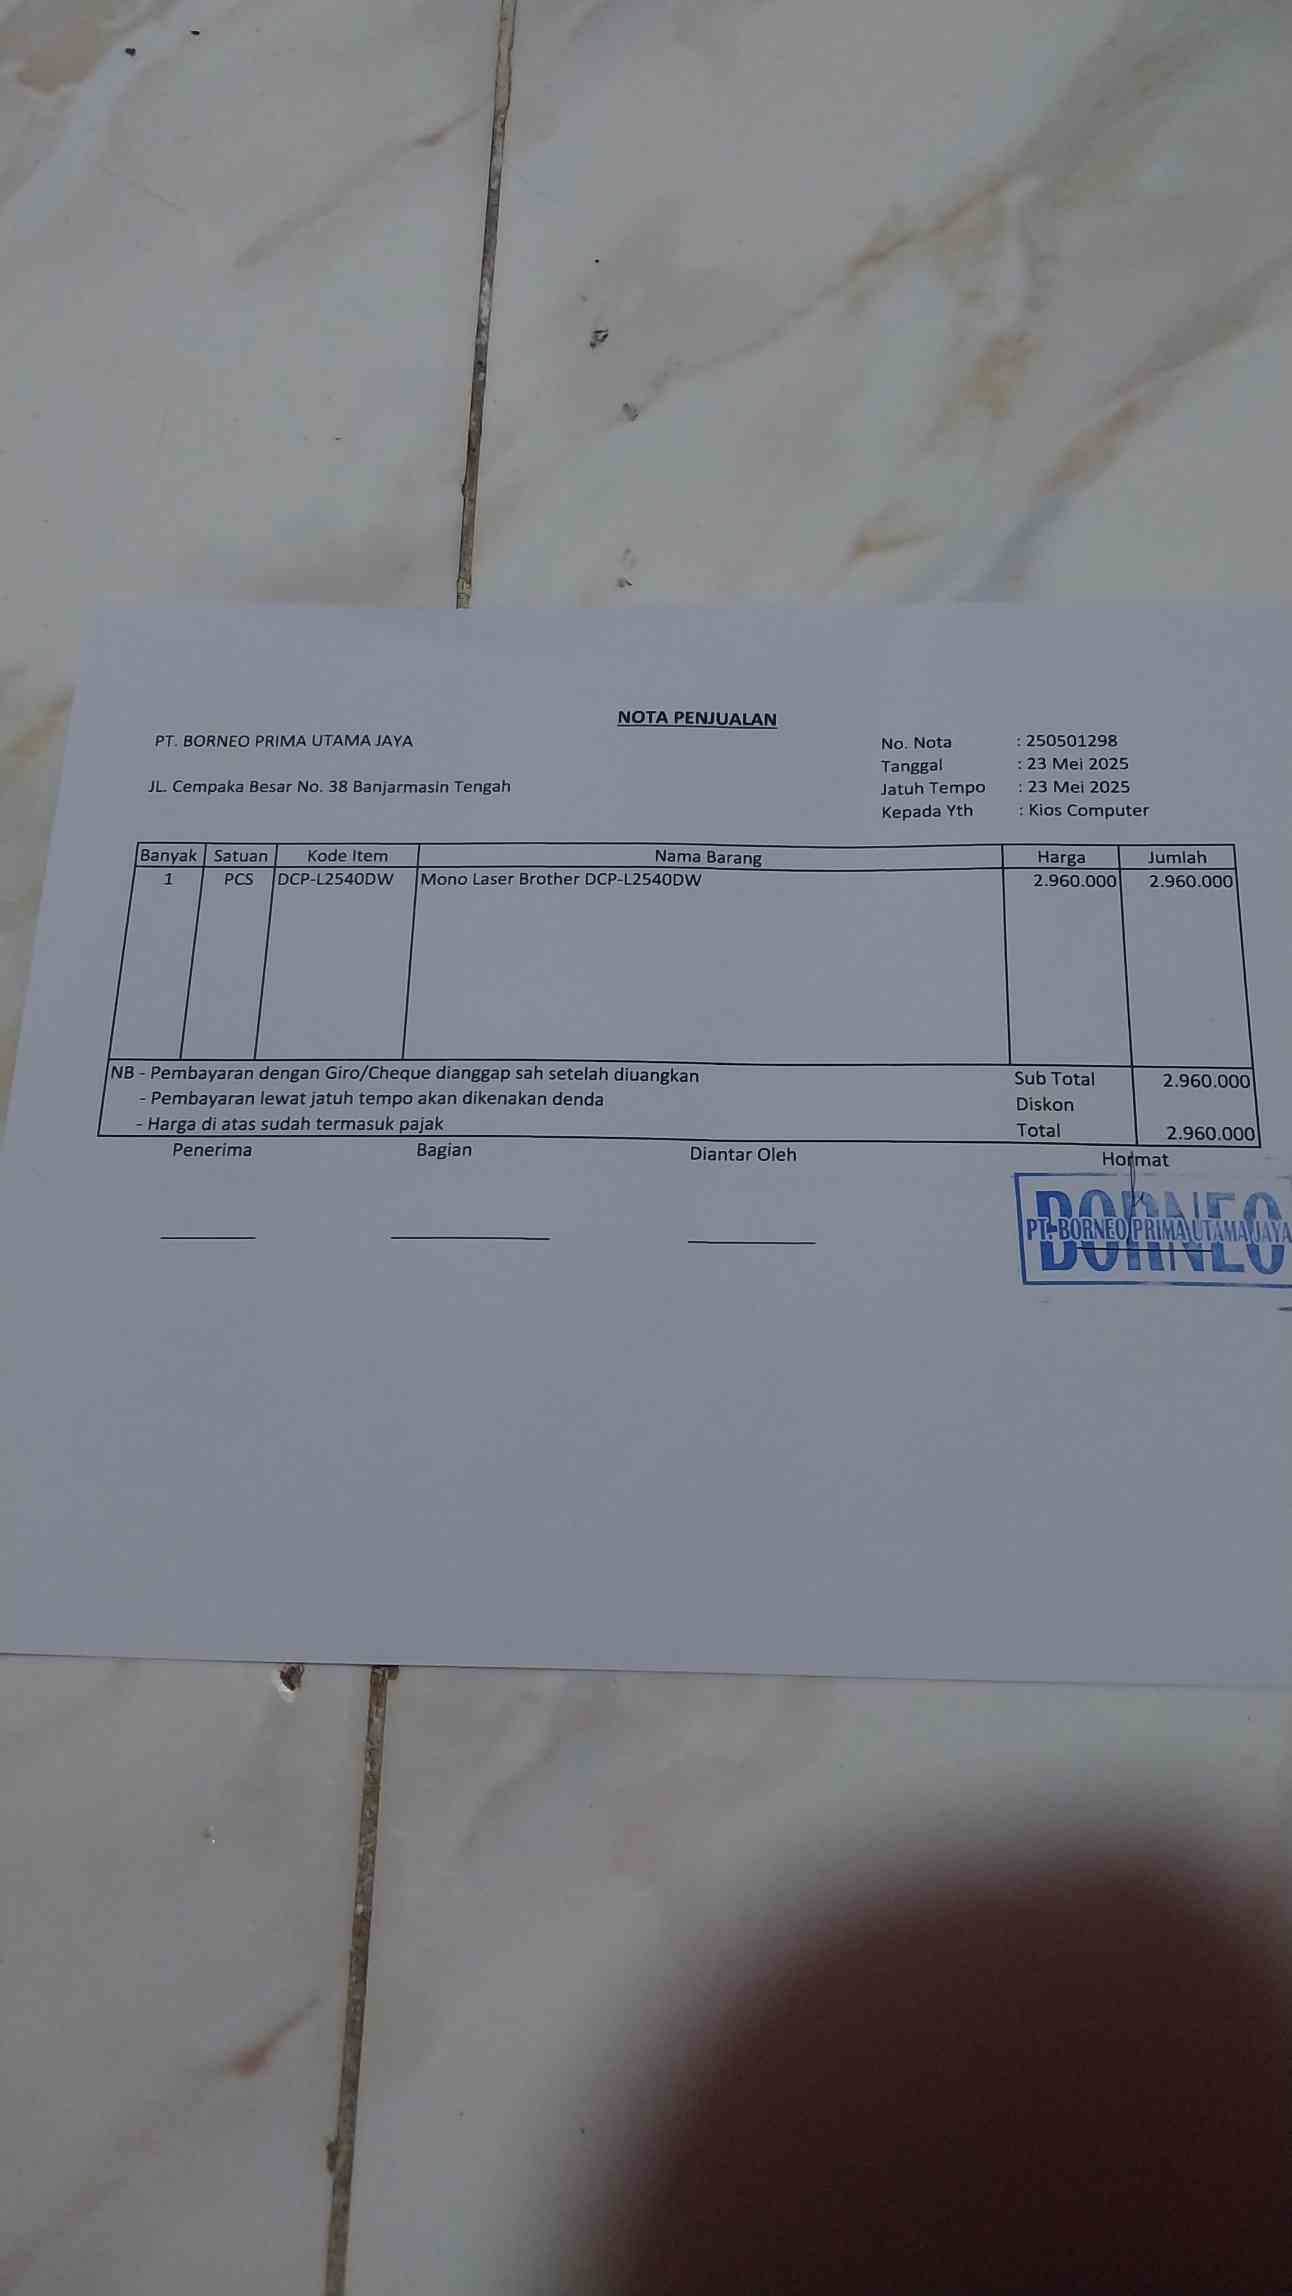 NOTA PENJUALAN
PT. BORNEO PRIMA UTAMA JAYA
JL. Cempaka Besar No. 38 Banjarmasin Tengah
No. Nota : 250501298
Tanggal : 23 Mei 2025
Jatuh Tempo : 23 Mei 2025
Kepada Yth : Kios Computer
Banyak Satuan Kode Item Nama Barang Harga Jumlah
1 PCS DCP-L2540DW Mono Laser Brother DCP-L2540DW 2.960.000 2.960.000
NB - Pembayaran dengan Giro/Cheque dianggap sah setelah diuangkan
- Pembayaran lewat jatuh tempo akan dikenakan denda
- Harga di atas sudah termasuk pajak
Sub Total 2.960.000
Diskon
Total 2.960.000
Penerima Bagian Diantar Oleh Hormat
BORNEO
PT. BORNEO PRIMA UTAMA JAYA